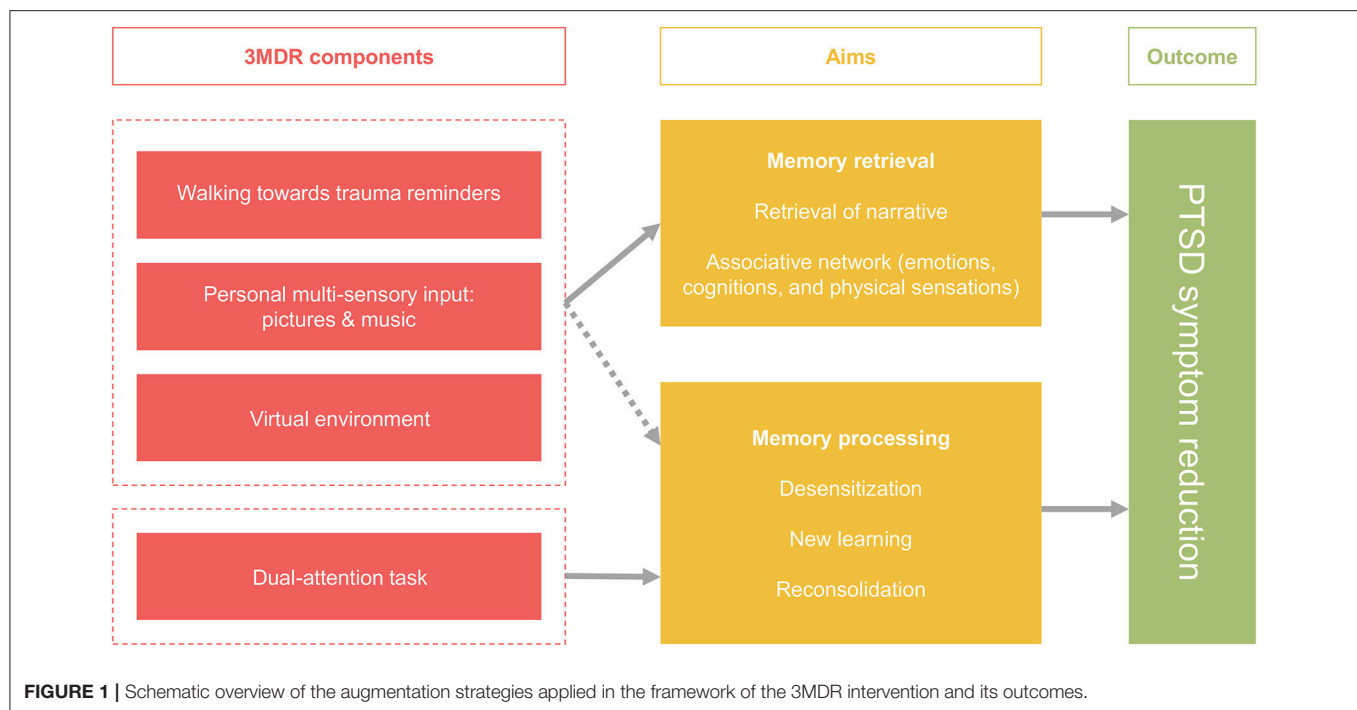 3MDR components
Aims
Outcome
Walking towards trauma reminders
Personal multi-sensory input:
pictures & music
Virtual environment
Dual-attention task
Memory retrieval
Retrieval of narrative
Associative network (emotions,
cognitions, and physical sensations)
Memory processing
Desensitization
New learning
Reconsolidation
PTSD symptom reduction
FIGURE 1 | Schematic overview of the augmentation strategies applied in the framework of the 3MDR intervention and its outcomes.